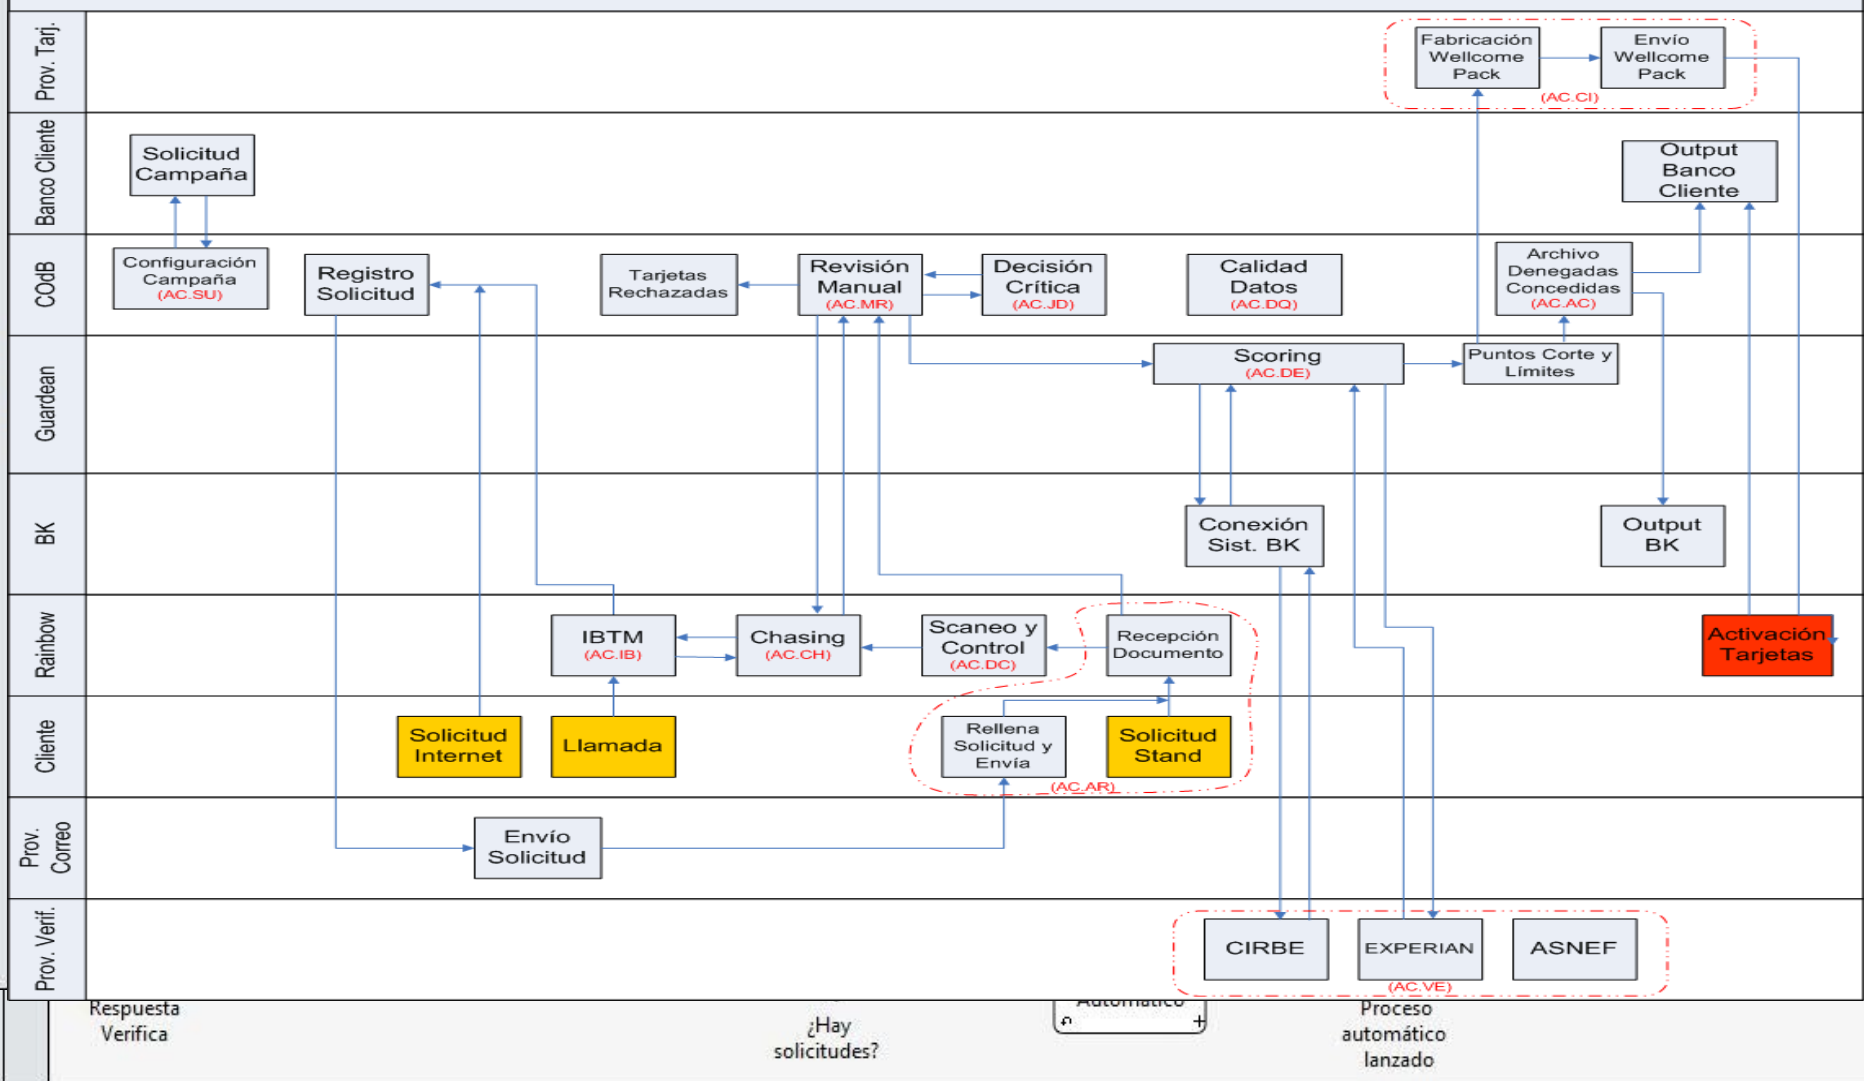 Prov. Tarj.
Fabricación
Wellcome
Pack
Envío
Wellcome
Pack
(AC.CI)
Banco Cliente
Solicitud
Campaña
Output
Banco
Cliente
COdB
Configuración
Campaña
(AC.SU)
Registro
Solicitud
Tarjetas
Rechazadas
Revisión
Manual
(AC.MR)
Decisión
Crítica
(AC.JD)
Calidad
Datos
(AC.DQ)
Archivo
Denegadas
Concedidas
(AC.AC)
Guardean
Scoring
(AC.DE)
Puntos Corte y
Límites
BK
Conexión
Sist. BK
Output
BK
Rainbow
IBTM
(AC.IB)
Chasing
(AC.CH)
Scaneo y
Control
(AC.DC)
Recepción
Documento
Activación
Tarjetas
Cliente
Solicitud
Internet
Llamada
Rellena
Solicitud y
Envía
Solicitud
Stand
(AC.AR)
Prov.
Correo
Envío
Solicitud
Prov. Verif.
CIRBE
EXPERIAN
ASNEF
(AC.VE)
Respuesta
Verifica
¿Hay
solicitudes?
Automático
Proceso
automático
lanzado